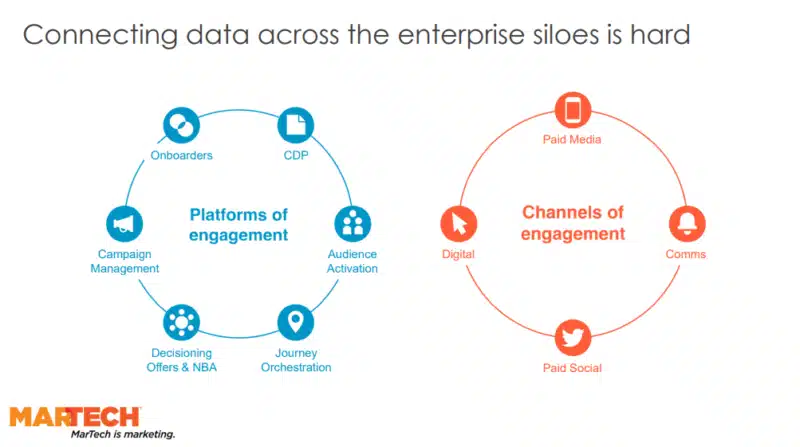 Connecting data across the enterprise siloes is hard
Onboarders
CDP
Platforms of
engagement
Campaign
Management
Audience
Activation
Decisioning
Offers & NBA
Journey
Orchestration
Paid Media
Channels of
engagement
Digital
Comms
Paid Social
MARTECH
MarTech is marketing.